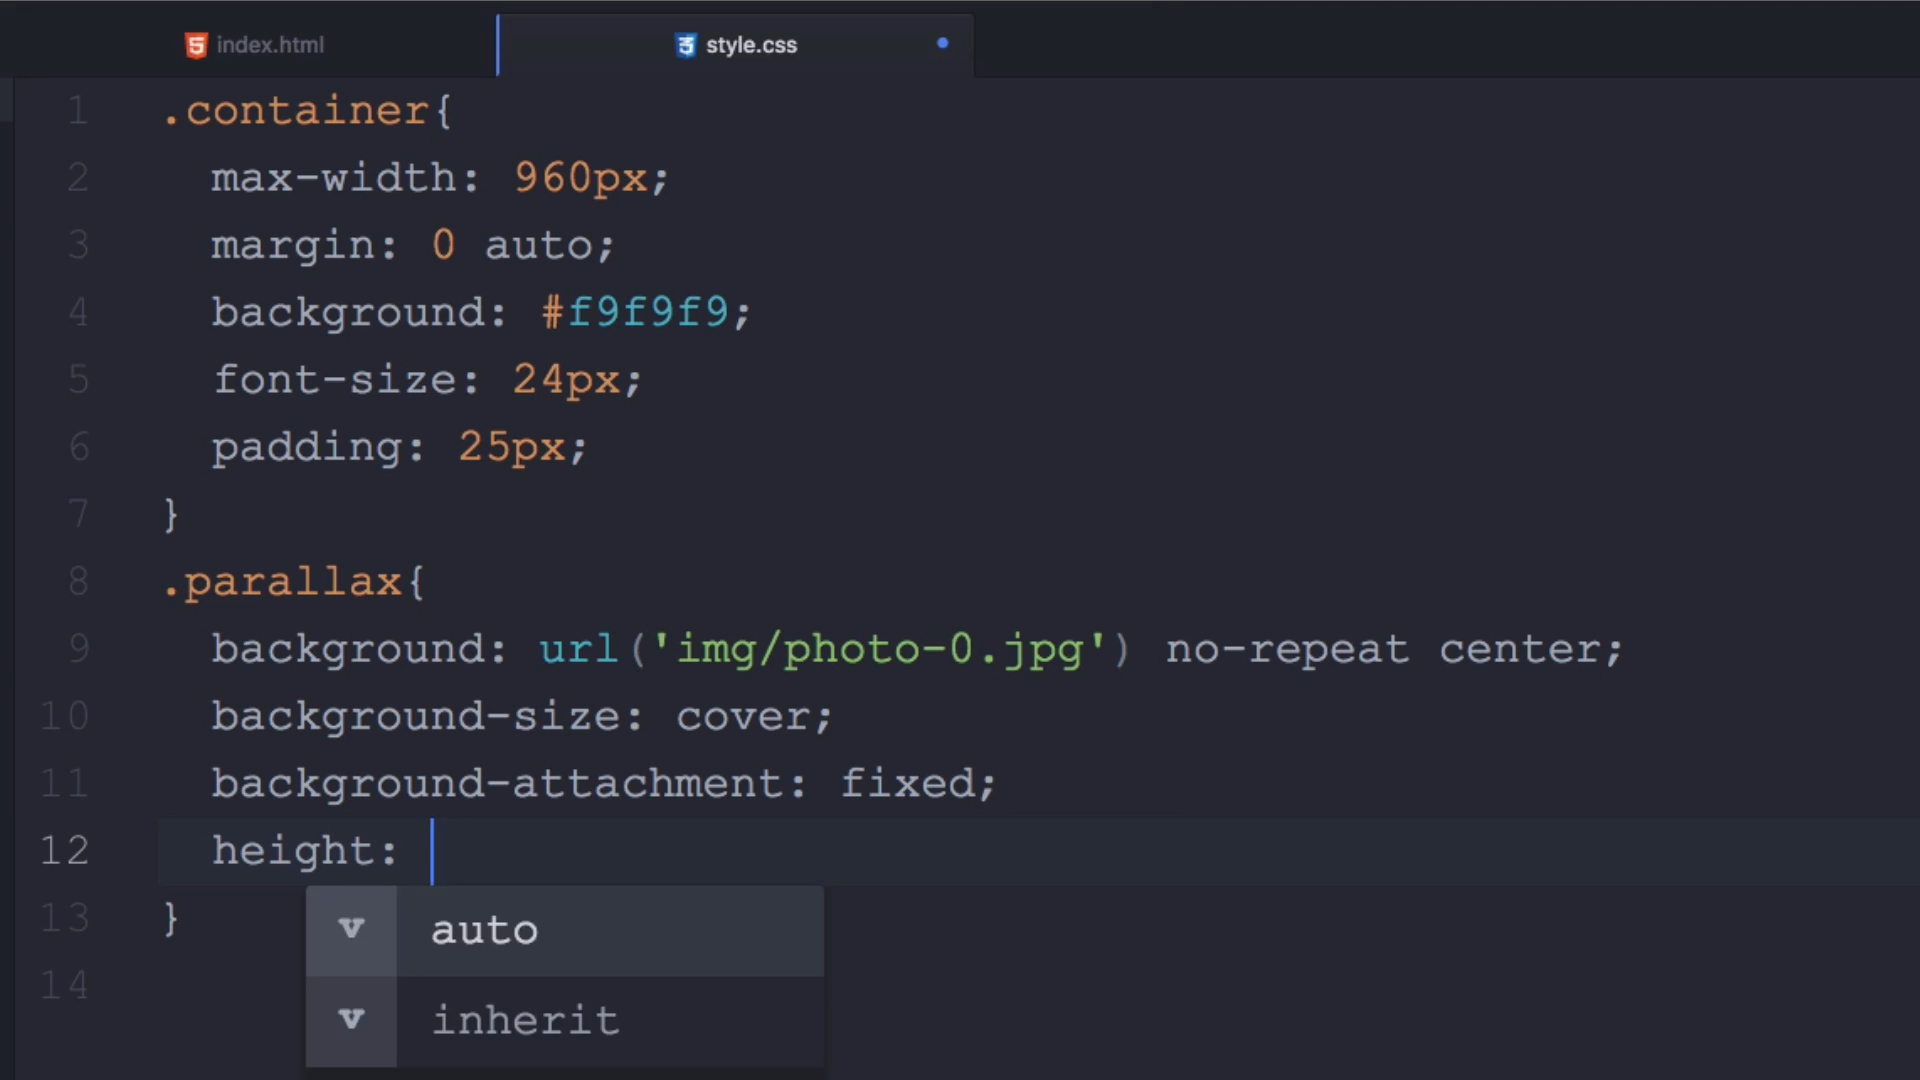 index.html
style.css
1 .container{
2 max-width: 960px;
3 margin: 0 auto;
4 background: #f9f9f9;
5 font-size: 24px;
6 padding: 25px;
7 }
8 .parallax{
9 background: url('img/photo-0.jpg') no-repeat center;
10 background-size: cover;
11 background-attachment: fixed;
12 height:
v auto
13 }
14
v inherit